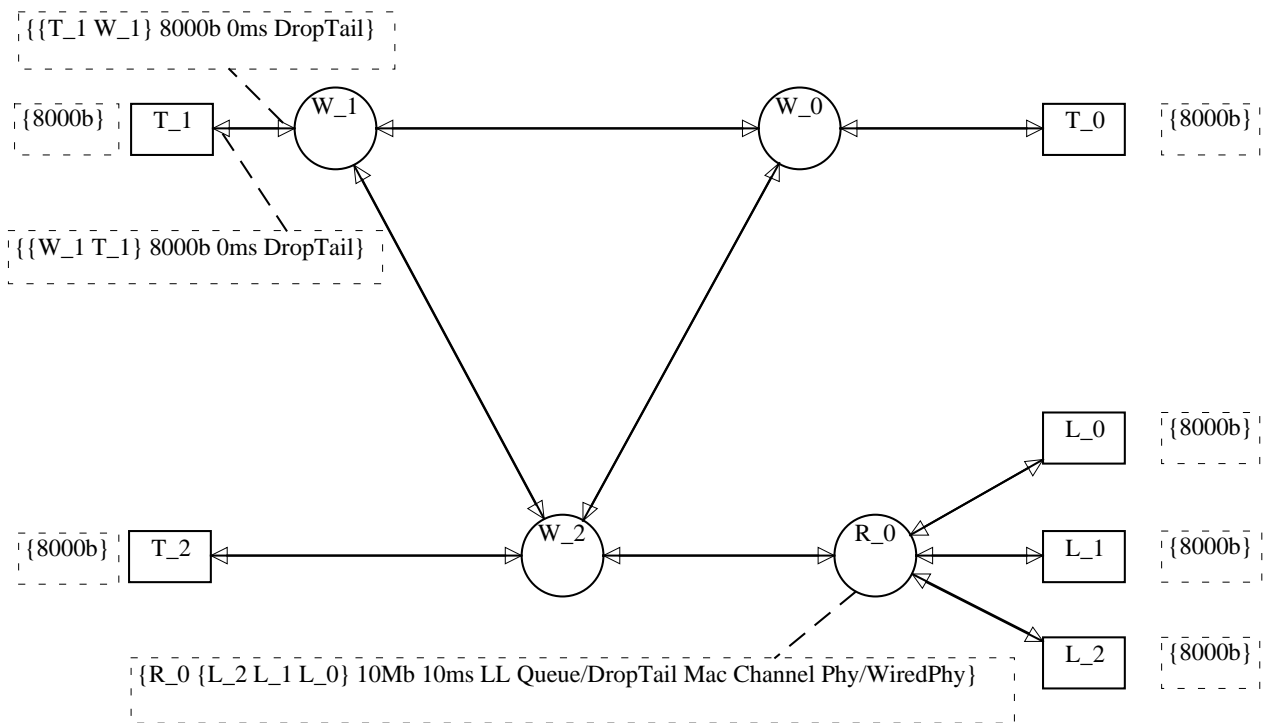 {{T_1 W_1} 8000b 0ms DropTail}
{8000b}
T_1
W_1
W_0
T_0
{8000b}
{{W_1 T_1} 8000b 0ms DropTail}
L_0
{8000b}
{8000b}
T_2
W_2
R_0
L_1
{8000b}
L_2
{8000b}
{R_0 {L_2 L_1 L_0} 10Mb 10ms LL Queue/DropTail Mac Channel Phy/WiredPhy}